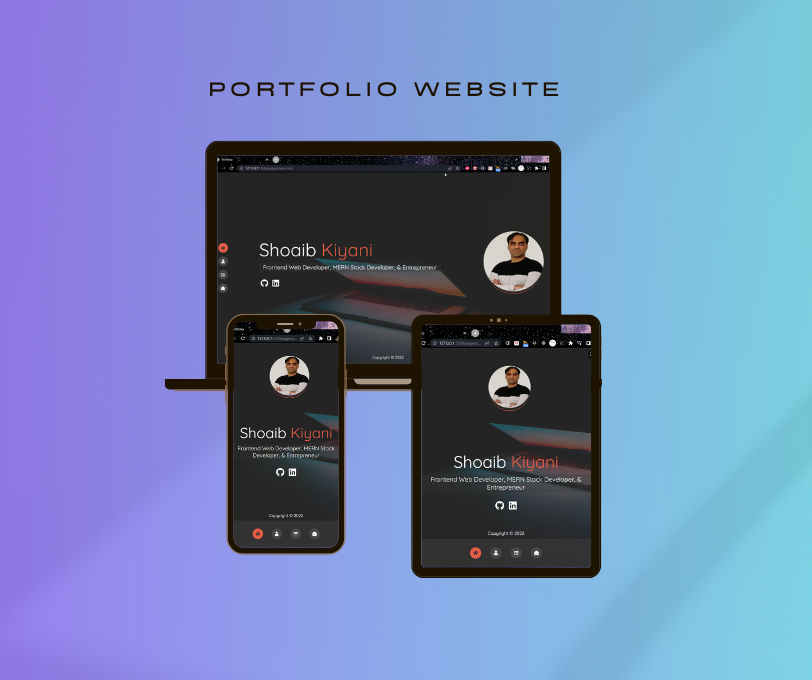 PORTFOLIO WEBSITE
Shoaib Kiyani
Frontend Web Developer, MERN Stack Developer, & Entrepreneur
Copyright © 2022
Shoaib Kiyani
Frontend Web Developer, MERN Stack
Developer, & Entrepreneur
Copyright © 2022
Shoaib Kiyani
Frontend Web Developer, MERN Stack Developer, &
Entrepreneur
Copyright © 2022